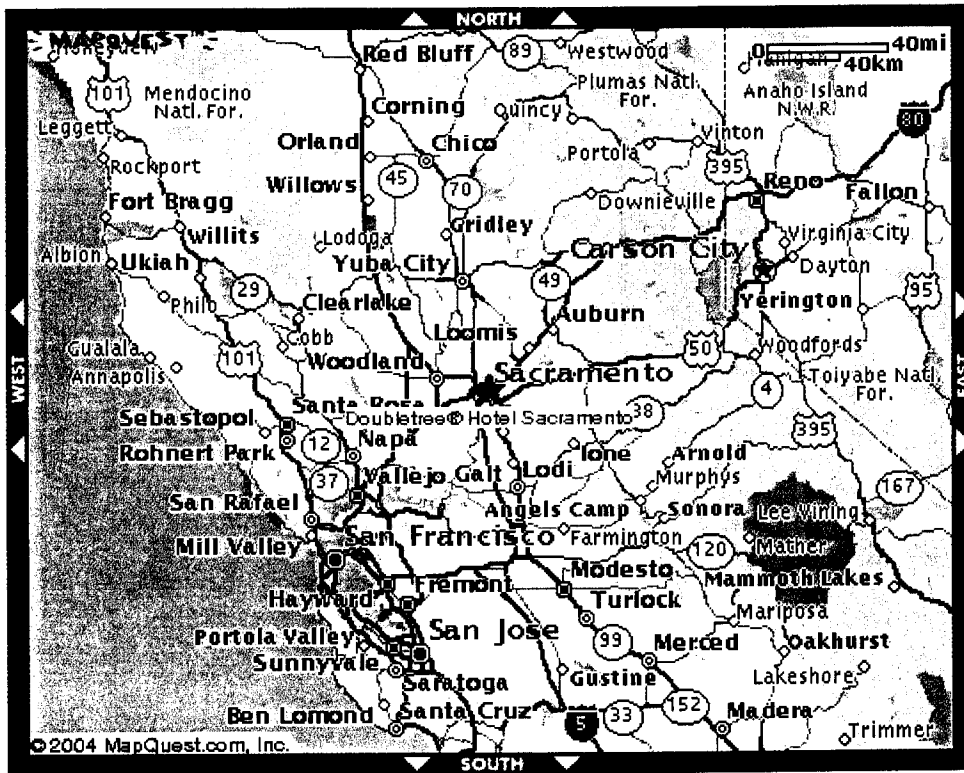 NORTH
MAPQUEST
Red Bluff
89
Westwood
0 40mi
40km
101
Mendocino
Natl. For.
Plumas Natl.
For.
Anaho Island
N.W.R.
Corning
Quincy
80
Leggett
Orland
Chico
Vinton
Portola
395
Rockport
Willows
45
70
Reno
Fallon
Fort Bragg
Downieville
Willits
Lodoga
Gridley
Carson City
Virginia City
Albion
Ukiah
Yuba City
49
Dayton
29
Philo
Clearlake
Yerington
95
Loomis
Auburn
Cobb
Gualala
101
Woodland
50
Woodfords
WEST
Annapolis
Sacramento
4
Toiyabe Natl.
For.
EAST
Sebastopol
Santa Rosa
Doubletree® Hotel Sacramento
38
395
Rohnert Park
12
Napa
Ione
Arnold
37
Vallejo
Galt
Lodi
Murphys
167
San Rafael
Angels Camp
Sonora
Lee Vining
Mill Valley
San Francisco
Farmington
120
Mather
Hayward
Fremont
Modesto
Mammoth Lakes
Turlock
Mariposa
Portola Valley
San Jose
99
Merced
Oakhurst
Sunnyvale
Saratoga
Gustine
Lakeshore
Ben Lomond
Santa Cruz
5
33
152
Madera
Trimmer
©2004 MapQuest.com, Inc.
SOUTH